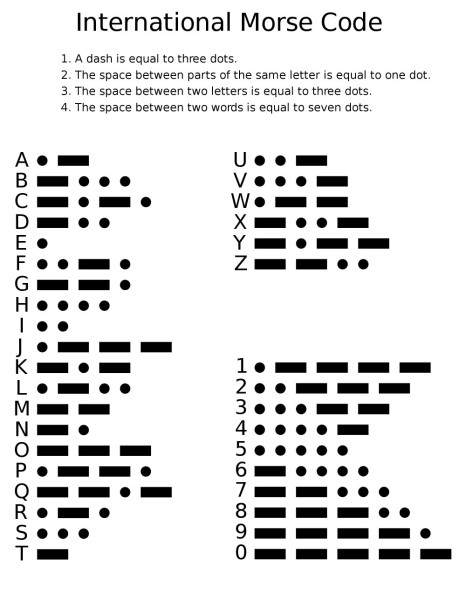 International Morse Code
1. A dash is equal to three dots.
2. The space between parts of the same letter is equal to one dot.
3. The space between two letters is equal to three dots.
4. The space between two words is equal to seven dots.
A
B
C
D
E
F
G
H
I
J
K
L
M
N
O
P
Q
R
S
T
U
V
W
X
Y
Z
1
2
3
4
5
6
7
8
9
0